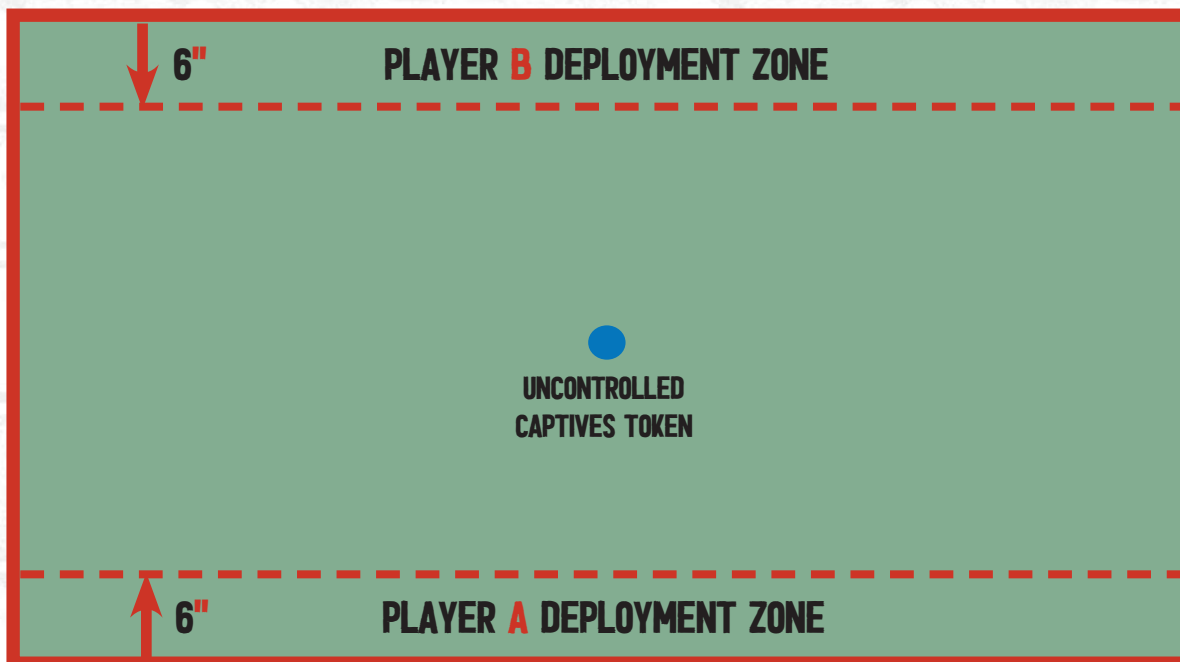 6"
PLAYER B DEPLOYMENT ZONE
UNCONTROLLED
CAPTIVES TOKEN
6"
PLAYER A DEPLOYMENT ZONE